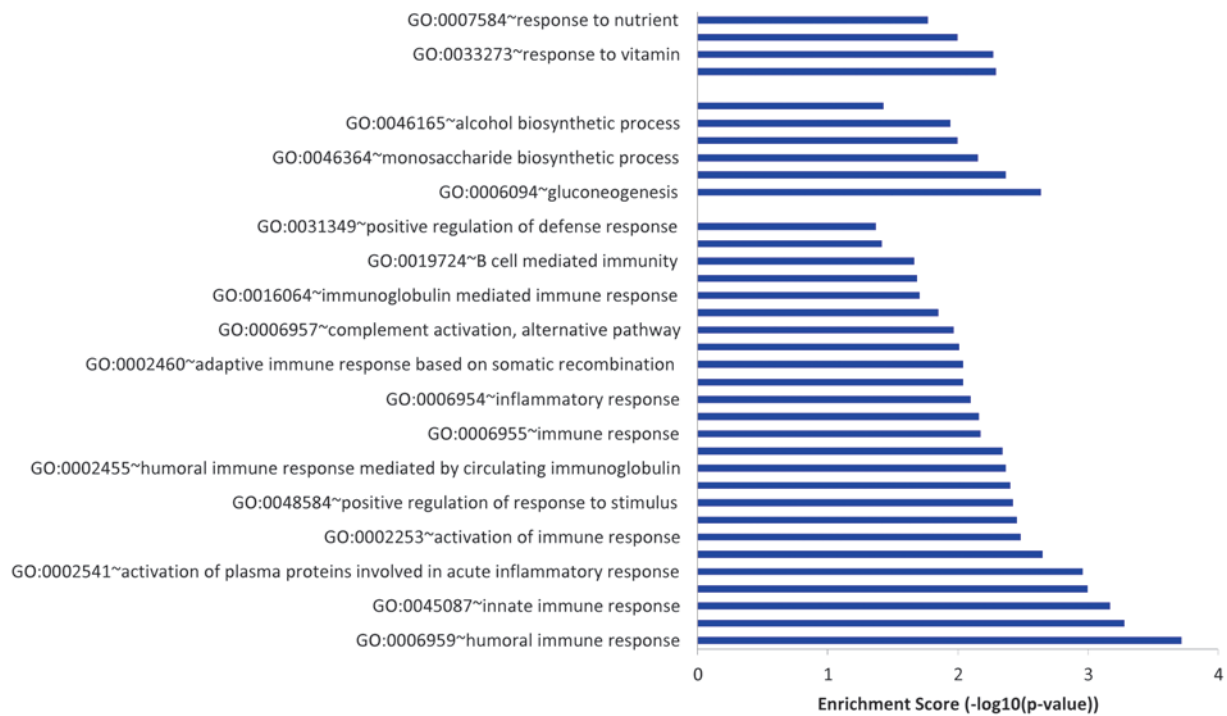 GO:0007584~response to nutrient
GO:0033273~response to vitamin
GO:0046165~alcohol biosynthetic process
GO:0046364~monosaccharide biosynthetic process
GO:0006094~gluconeogenesis
GO:0031349~positive regulation of defense response
GO:0019724~B cell mediated immunity
GO:0016064~immunoglobulin mediated immune response
GO:0006957~complement activation, alternative pathway
GO:0002460~adaptive immune response based on somatic recombination
GO:0006954~inflammatory response
GO:0006955~immune response
GO:0002455~humoral immune response mediated by circulating immunoglobulin
GO:0048584~positive regulation of response to stimulus
GO:0002253~activation of immune response
GO:0002541~activation of plasma proteins involved in acute inflammatory response
GO:0045087~innate immune response
GO:0006959~humoral immune response
0 1 2 3 4
Enrichment Score (-log10(p-value))